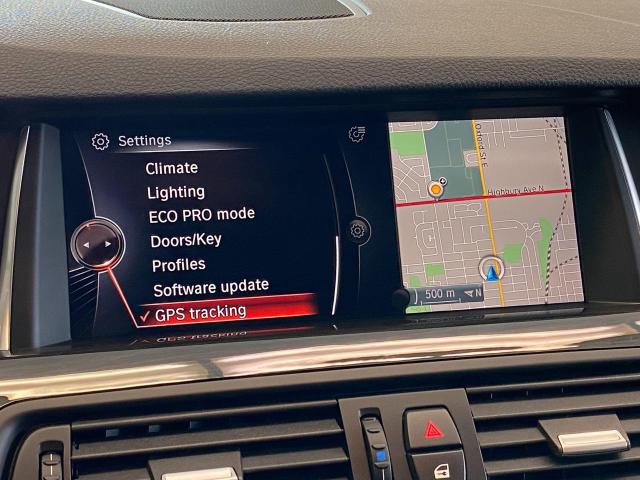 Settings
Climate
Lighting
ECO PRO mode
Doors/Key
Profiles
Software update
✓ GPS tracking
Oxford St E
Highbury Ave N
500 m
N